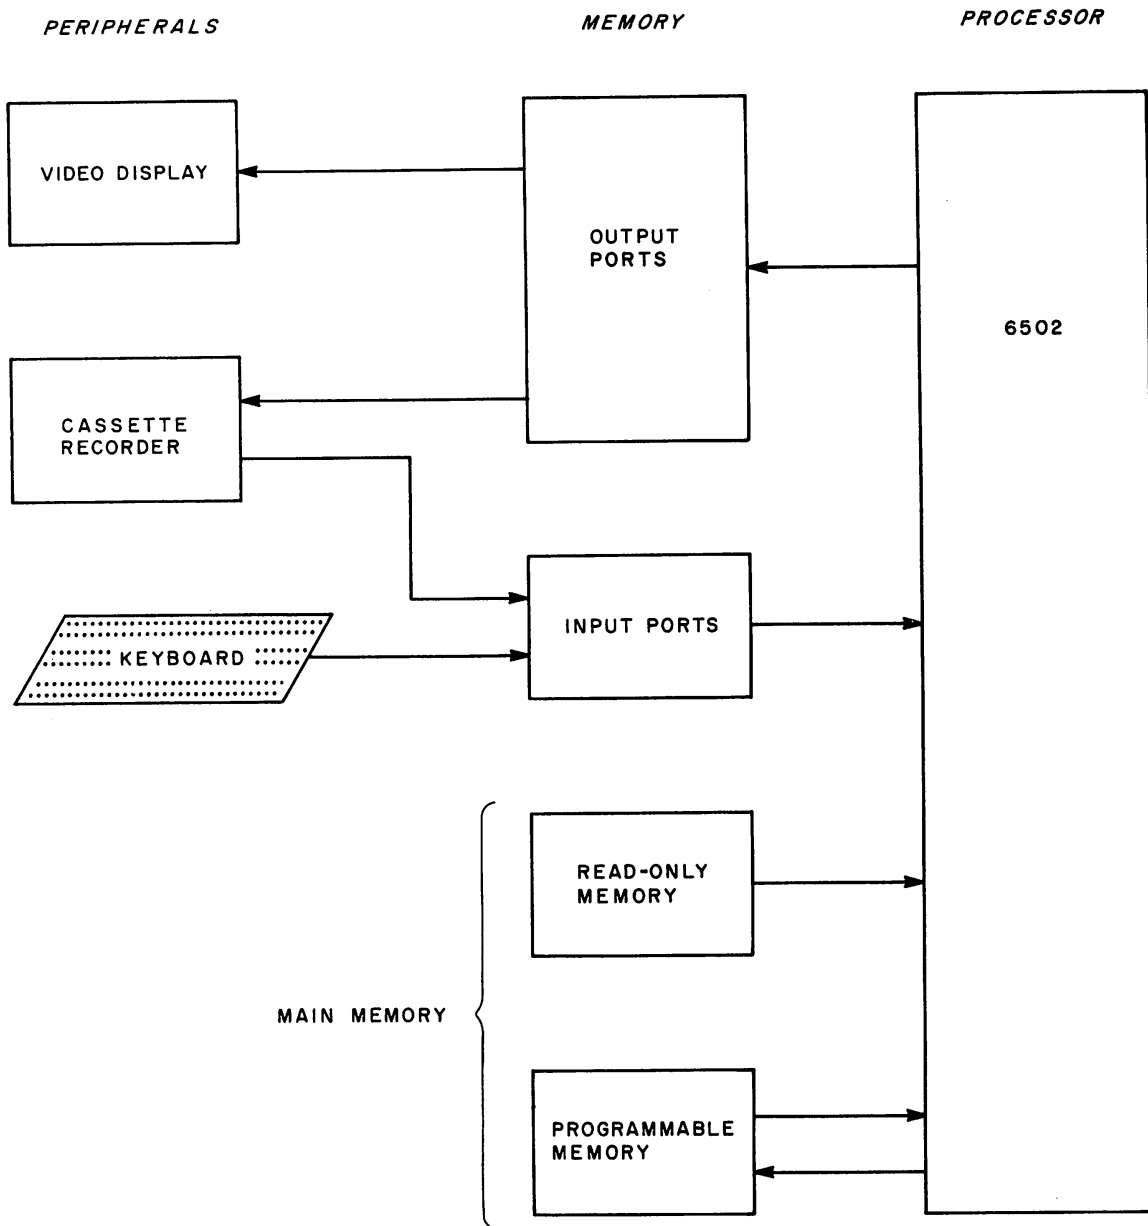 PERIPHERALS
MEMORY
PROCESSOR
VIDEO DISPLAY
OUTPUT
PORTS
6502
CASSETTE
RECORDER
INPUT PORTS
KEYBOARD
READ-ONLY
MEMORY
MAIN MEMORY
PROGRAMMABLE
MEMORY